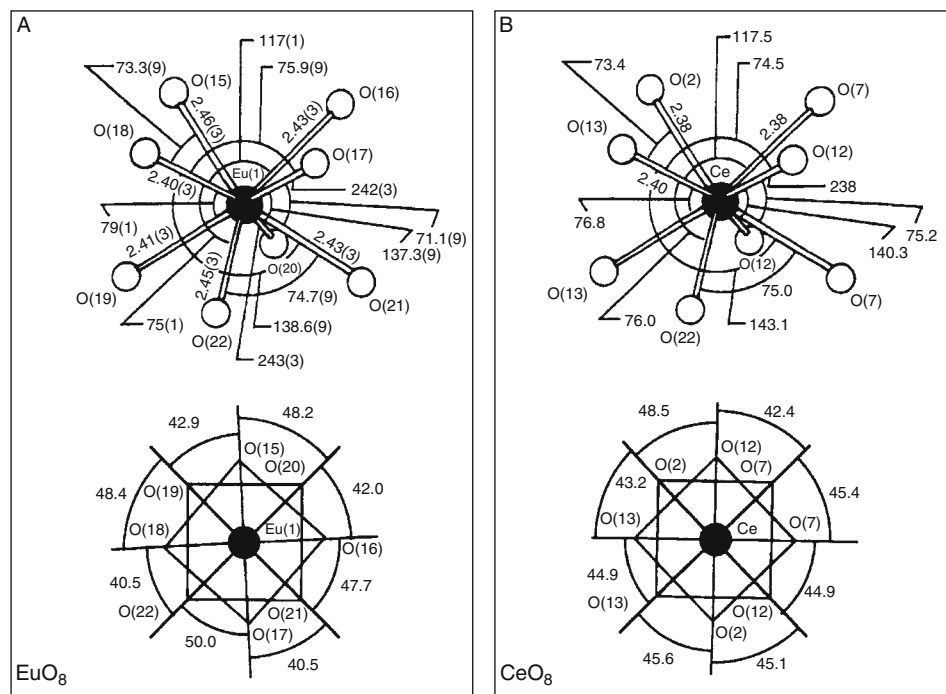 A
117(1)
73.3(9)
75.9(9)
O(15)
O(16)
2.46(3)
2.43(3)
O(18)
O(17)
Eu(1)
2.40(3)
242(3)
79(1)
71.1(9)
137.3(9)
2.41(3)
2.43(3)
O(20)
2.45(3)
O(19)
74.7(9)
O(21)
75(1)
O(22)
138.6(9)
243(3)
48.2
42.9
O(15)
O(20)
48.4
O(19)
42.0
O(18)
Eu(1)
O(16)
40.5
47.7
O(22)
O(21)
O(17)
50.0
40.5
EuO8
B
117.5
73.4
74.5
O(2)
O(7)
2.38
2.38
O(13)
O(12)
Ce
2.40
238
76.8
75.2
140.3
O(13)
O(12)
75.0
O(7)
76.0
O(22)
143.1
48.5
42.4
O(12)
O(2)
O(7)
43.2
45.4
O(13)
Ce
O(7)
44.9
44.9
O(13)
O(12)
O(2)
45.6
45.1
CeO8